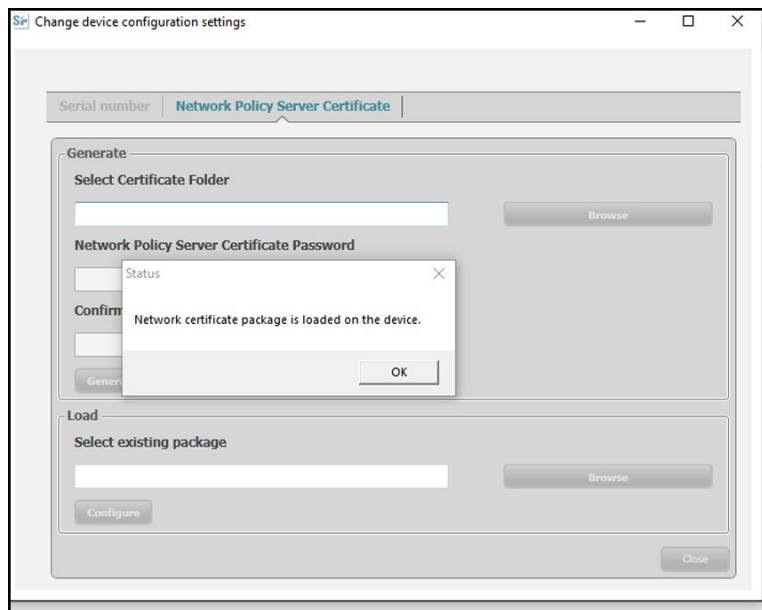 Si Change device configuration settings
Serial number Network Policy Server Certificate
Generate
Select Certificate Folder
Browse
Network Policy Server Certificate Password
Status
Network certificate package is loaded on the device.
OK
Load
Select existing package
Browse
Configure
Close